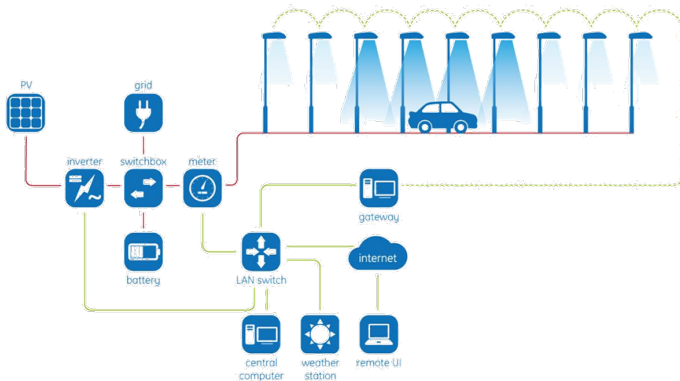 PV
grid
inverter
switchbox
meter
gateway
battery
LAN switch
internet
central
computer
weather
station
remote UI